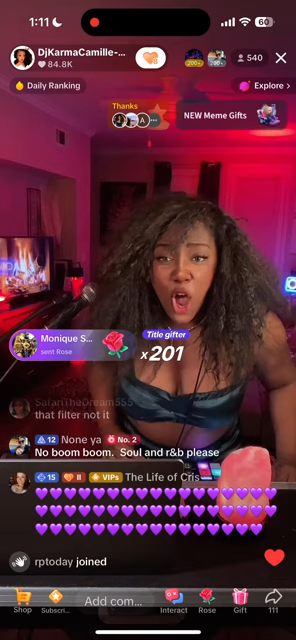 1:11
60
DjKarmaCamille-...
84.8K
200+
200+
540
Daily Ranking
Explore >
Thanks
A
NEW Meme Gifts
Monique S...
sent Rose
Title gifter
x201
SafariTheDream555
that filter not it
12 None ya No. 2
No boom boom. Soul and r&b please
15 II VIPs The Life of Cris
💜💜💜💜💜💜💜💜💜💜💜💜💜💜💜💜💜💜
💜💜💜💜💜💜💜💜💜💜💜💜💜💜💜💜💜
💜💜💜💜💜💜💜💜💜💜💜💜💜💜💜💜💜
rptoday joined
Add com...
Shop
Subscri...
Interact
Rose
Gift
111